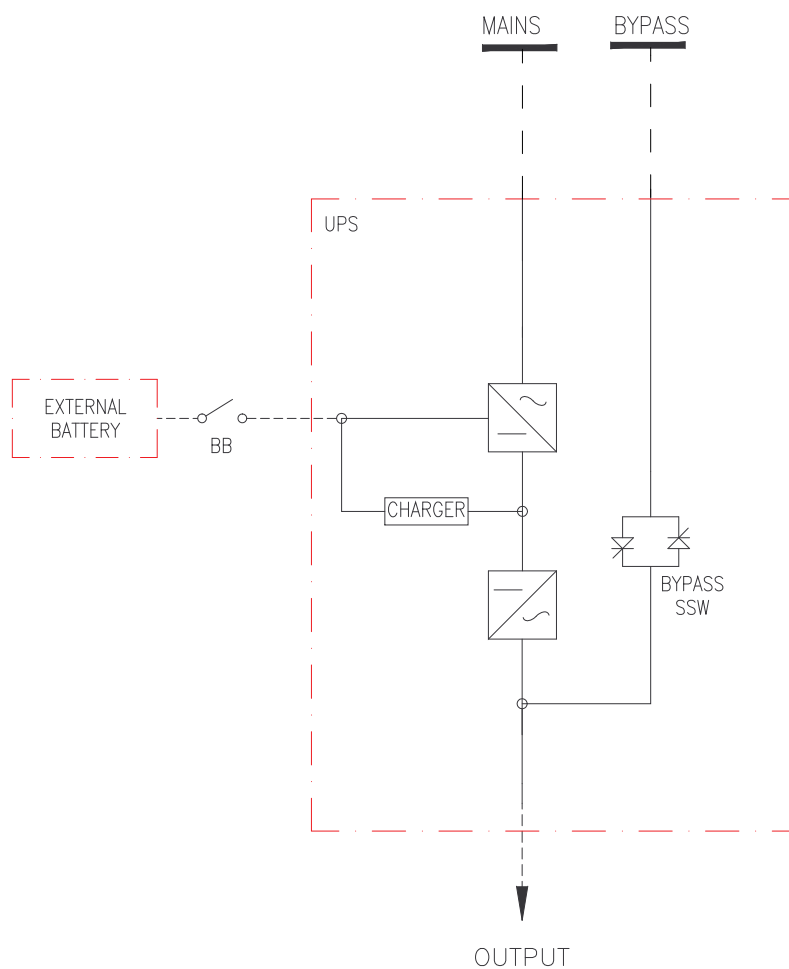 MAINS
BYPASS
UPS
EXTERNAL
BATTERY
BB
CHARGER
BYPASS
SSW
OUTPUT